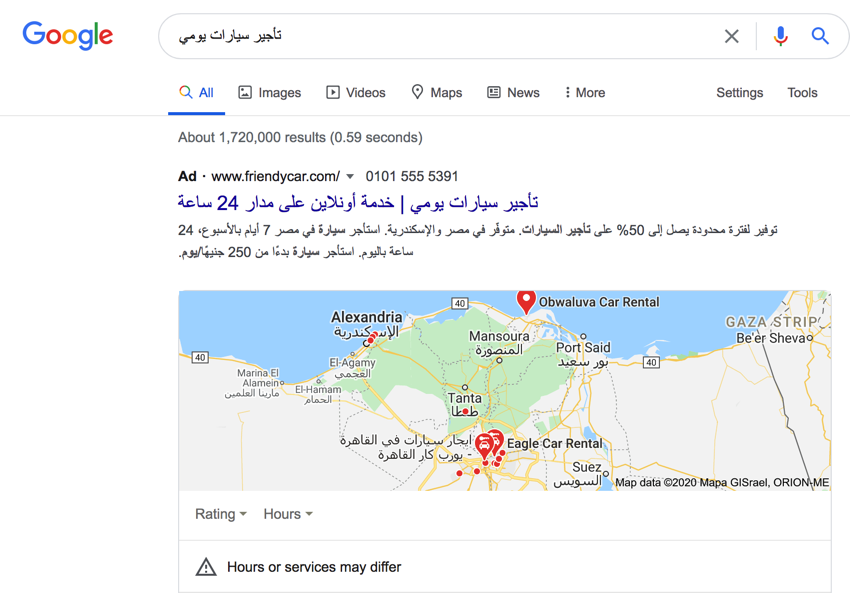 Google
تأجير سيارات يومي
All
Images
Videos
Maps
News
More
Settings
Tools
About 1,720,000 results (0.59 seconds)
Ad · www.friendycar.com/ 0101 555 5391
تأجير سيارات يومي | خدمة أونلاين على مدار 24 ساعة
توفير لفترة محدودة يصل إلى 50% على تأجير السيارات. متوفّر في مصر والإسكندرية. استأجر سيارة في مصر 7 أيام بالأسبوع، 24
ساعة باليوم. استأجر سيارة بدءًا من 250 جنيهًا/يوم.
40
Obwaluva Car Rental
Alexandria
الإسكندرية
GAZA STRIP
Mansoura
المنصورة
Port Said
بور سعيد
Be'er Sheva
40
40
El-Agamy
العجمي
Marina El
Alamein
مارينا العلمين
El-Hamam
الحمام
Tanta
طنطا
ايجار سيارات في القاهرة
- يورب كار القاهرة
Eagle Car Rental
Suez
السويس
Map data ©2020 Mapa GISrael, ORION-ME
Rating
Hours
Hours or services may differ